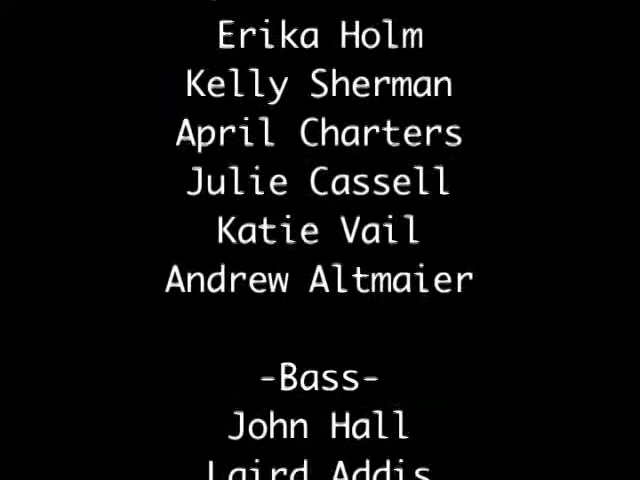 Erika Holm
Kelly Sherman
April Charters
Julie Cassell
Katie Vail
Andrew Altmaier
-Bass-
John Hall
Laird Addis